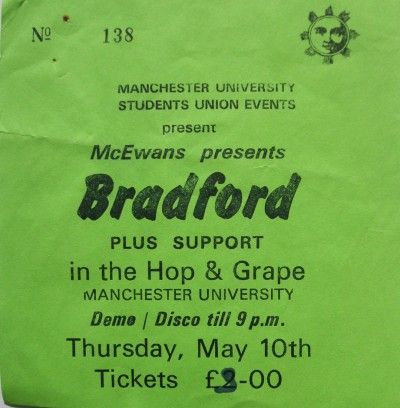 Nº 138
MANCHESTER UNIVERSITY
STUDENTS UNION EVENTS
present
McEwans presents
Bradford
PLUS SUPPORT
in the Hop & Grape
MANCHESTER UNIVERSITY
Demo / Disco till 9 p.m.
Thursday, May 10th
Tickets £2-00